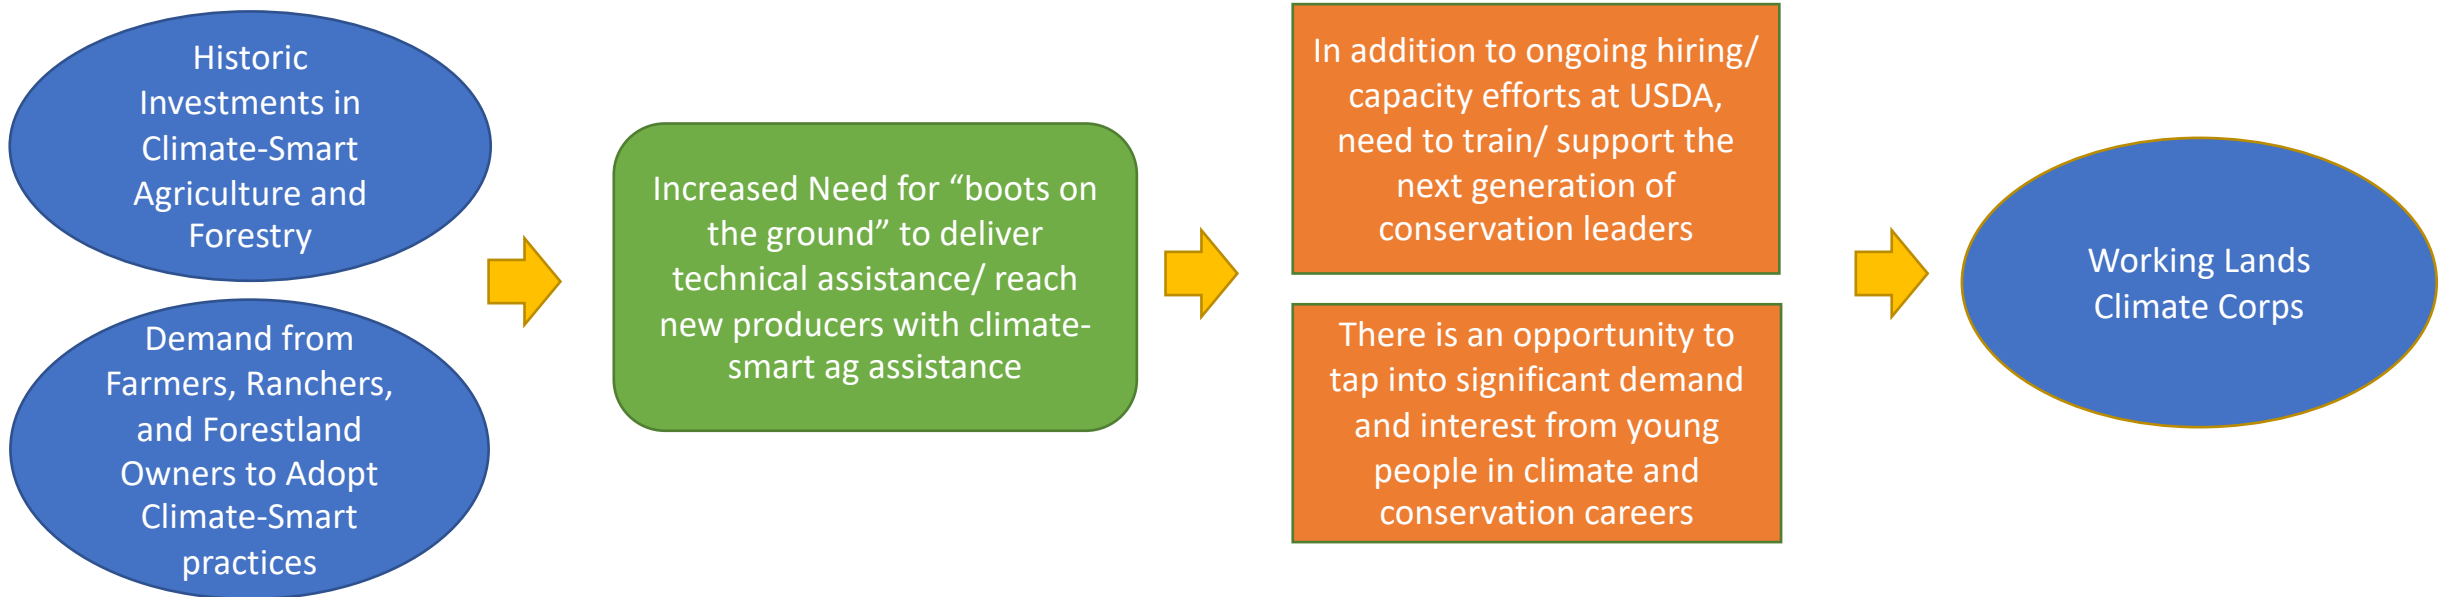 Historic
Investments in
Climate-Smart
Agriculture and
Forestry
Demand from
Farmers, Ranchers,
and Forestland
Owners to Adopt
Climate-Smart
practices
Increased Need for “boots on
the ground” to deliver
technical assistance/ reach
new producers with climate-
smart ag assistance
In addition to ongoing hiring/
capacity efforts at USDA,
need to train/ support the
next generation of
conservation leaders
There is an opportunity to
tap into significant demand
and interest from young
people in climate and
conservation careers
Working Lands
Climate Corps